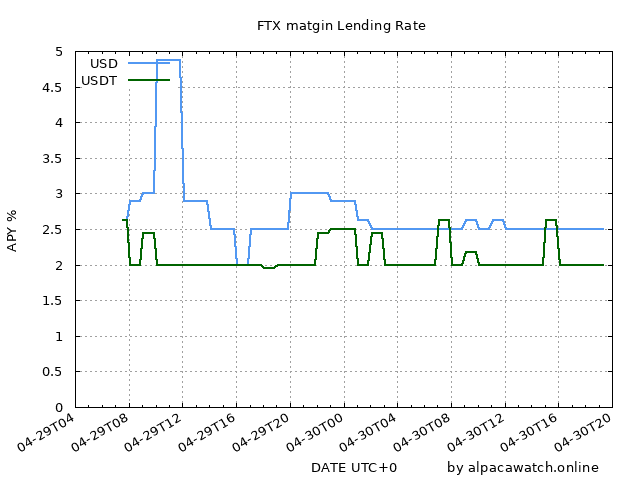 FTX matgin Lending Rate
5
4.5
4
3.5
3
2.5
2
1.5
1
0.5
0
APY %
USD
USDT
04-29T04
04-29T08
04-29T12
04-29T16
04-29T20
04-30T00
04-30T04
04-30T08
04-30T12
04-30T16
04-30T20
DATE UTC+0
by alpacawatch.online